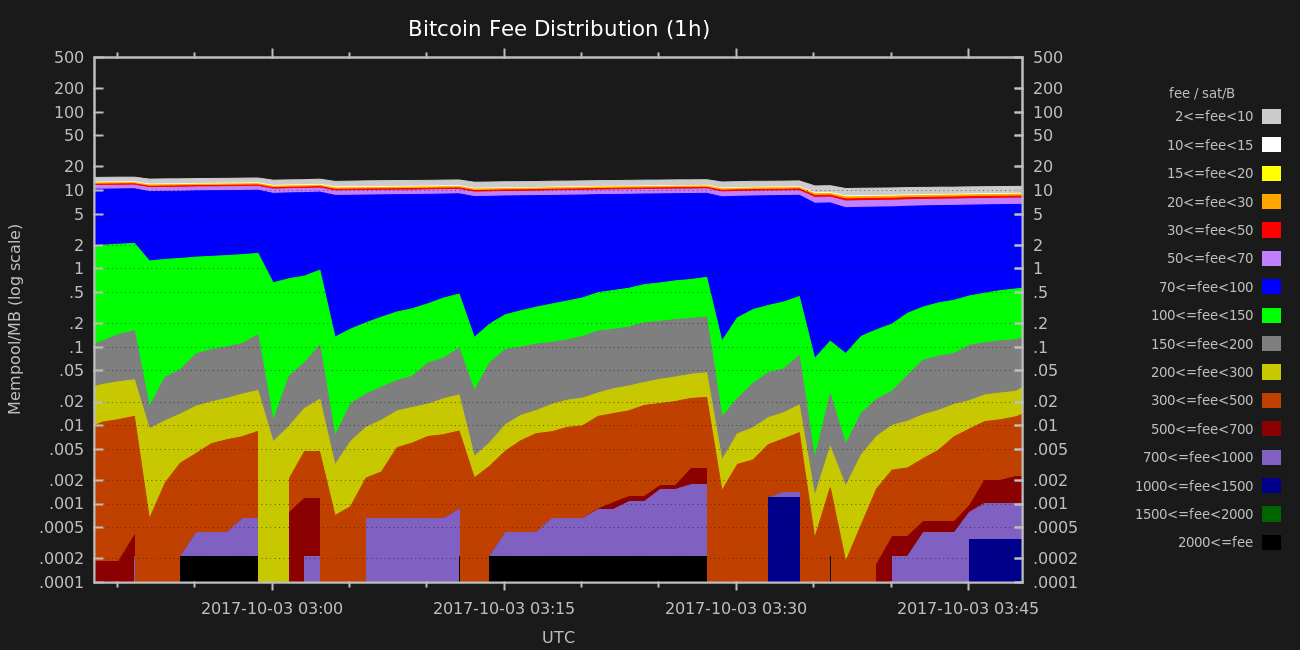 Bitcoin Fee Distribution (1h)
500
200
100
50
20
10
5
2
1
.5
.2
.1
.05
.02
.01
.005
.002
.001
.0005
.0002
.0001
Mempool/MB (log scale)
500
200
100
50
20
10
5
2
1
.5
.2
.1
.05
.02
.01
.005
.002
.001
.0005
.0002
.0001
2017-10-03 03:00 2017-10-03 03:15 2017-10-03 03:30 2017-10-03 03:45
UTC
fee / sat/B
2<=fee<10
10<=fee<15
15<=fee<20
20<=fee<30
30<=fee<50
50<=fee<70
70<=fee<100
100<=fee<150
150<=fee<200
200<=fee<300
300<=fee<500
500<=fee<700
700<=fee<1000
1000<=fee<1500
1500<=fee<2000
2000<=fee